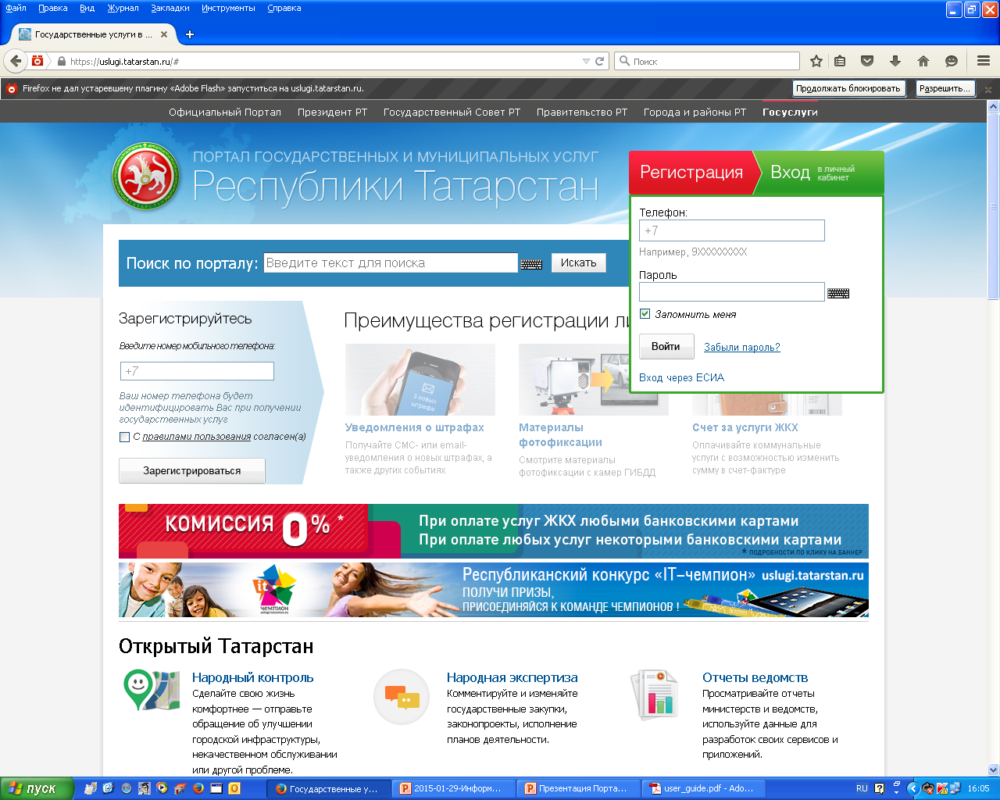 Файл Правка Вид Журнал Закладки Инструменты Справка
Государственные услуги в ...
https://uslugi.tatarstan.ru/#
Поиск
Firefox не дал устаревшему плагину «Adobe Flash» запуститься на uslugi.tatarstan.ru.
Продолжать блокировать
Разрешить...
Официальный Портал Президент РТ Государственный Совет РТ Правительство РТ Города и районы РТ Госуслуги
ПОРТАЛ ГОСУДАРСТВЕННЫХ И МУНИЦИПАЛЬНЫХ УСЛУГ
Республики Татарстан
Регистрация
Вход
в личный
кабинет
Телефон:
+7
Например, 9XXXXXXXXX
Пароль
Запомнить меня
Войти
Забыли пароль?
Вход через ЕСИА
Поиск по порталу:
Введите текст для поиска
Искать
Зарегистрируйтесь
Введите номер мобильного телефона:
+7
Ваш номер телефона будет
идентифицировать Вас при получении
государственных услуг
С правилами пользования согласен(а)
Зарегистрироваться
Преимущества регистрации
3 новых
штрафа
Уведомления о штрафах
Получайте СМС- или email-
уведомления о новых штрафах, а
также других событиях
Материалы
фотофиксации
Смотрите материалы
фотофиксации с камер ГИБДД
Счет за услуги ЖКХ
Оплачивайте коммунальные
услуги с возможностью изменить
сумму в счет-фактуре
КОМИССИЯ 0% *
При оплате услуг ЖКХ любыми банковскими картами
При оплате любых услуг некоторыми банковскими картами
* ПОДРОБНОСТИ ПО КЛИКУ НА БАННЕР
it
чемпион
uslugi.tatarstan.ru
Республиканский конкурс «IT-чемпион» uslugi.tatarstan.ru
ПОЛУЧИ ПРИЗЫ,
ПРИСОЕДИНЯЙСЯ К КОМАНДЕ ЧЕМПИОНОВ !
Открытый Татарстан
Народный контроль
Сделайте свою жизнь
комфортнее — отправьте
обращение об улучшении
городской инфраструктуры,
некачественном обслуживании
или другой проблеме.
Народная экспертиза
Комментируйте и изменяйте
государственные закупки,
законопроекты, исполнение
планов деятельности.
Отчеты ведомств
Просматривайте отчеты
министерств и ведомств,
используйте данные для
разработок своих сервисов и
приложений.
пуск
Государственные у...
2015-01-29-Информ...
Презентация Порта...
user_guide.pdf - Ado...
RU
16:05